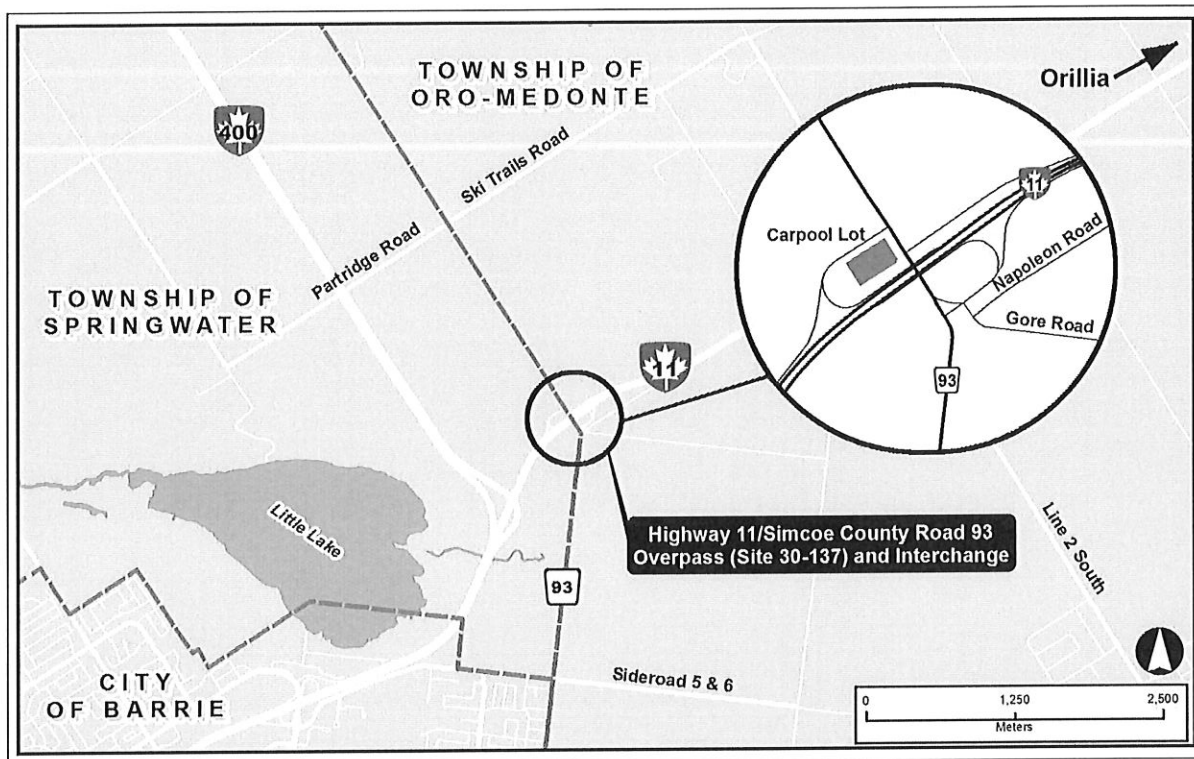 TOWNSHIP OF
ORO-MEDONTE
Orillia
400
Ski Trails Road
11
Carpool Lot
Partridge Road
Napoleon Road
TOWNSHIP OF
SPRINGWATER
Gore Road
11
93
Little Lake
Highway 11/Simcoe County Road 93
Overpass (Site 30-137) and Interchange
Line 2 South
93
CITY
OF BARRIE
Sideroad 5 & 6
0 1,250 2,500
Meters